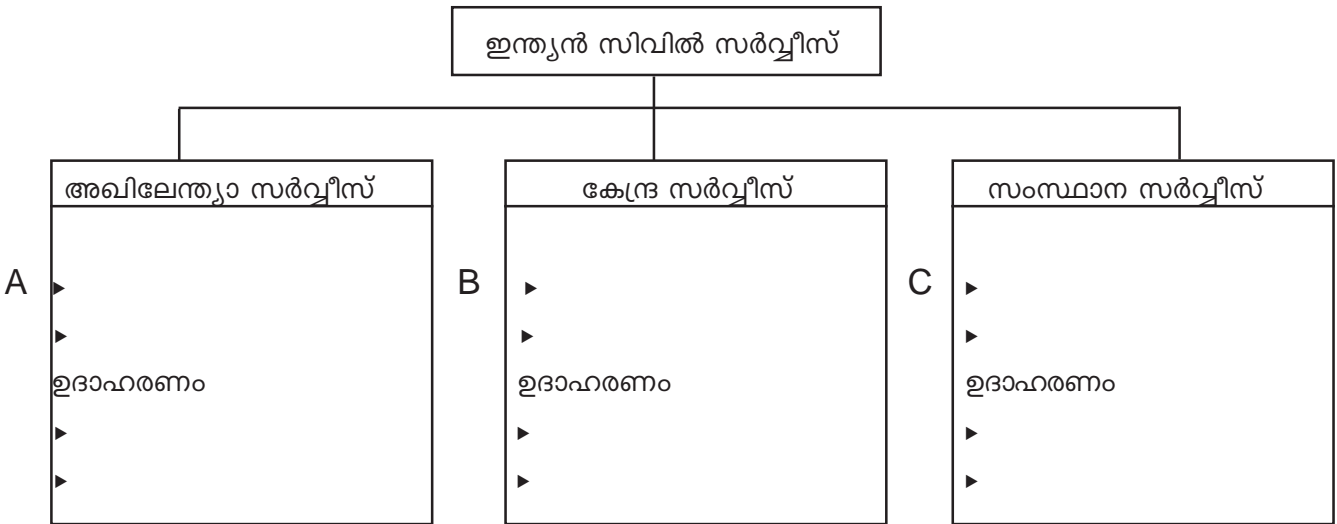 ഇന്ത്യൻ സിവിൽ സർവ്വീസ്
അഖിലേന്ത്യാ സർവ്വീസ്
കേന്ദ്ര സർവ്വീസ്
സംസ്ഥാന സർവ്വീസ്
A
B
C
ഉദാഹരണം
ഉദാഹരണം
ഉദാഹരണം